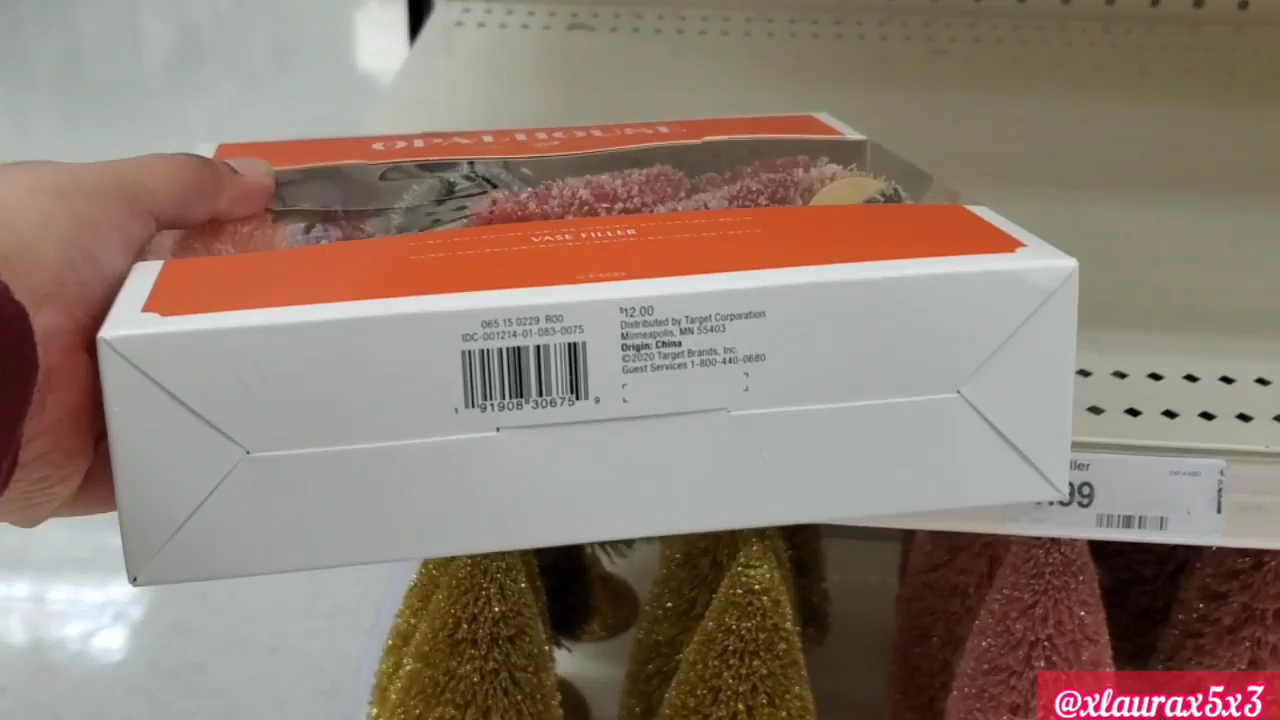 OPALHOUSE
VASE FILLER
065 15 0229 R00
IDC-001214-01-083-0075
1 91908 30675 9
$12.00
Distributed by Target Corporation
Minneapolis, MN 55403
Origin: China
©2020 Target Brands, Inc.
Guest Services 1-800-440-0680
ller
99
@xlaurax5x3